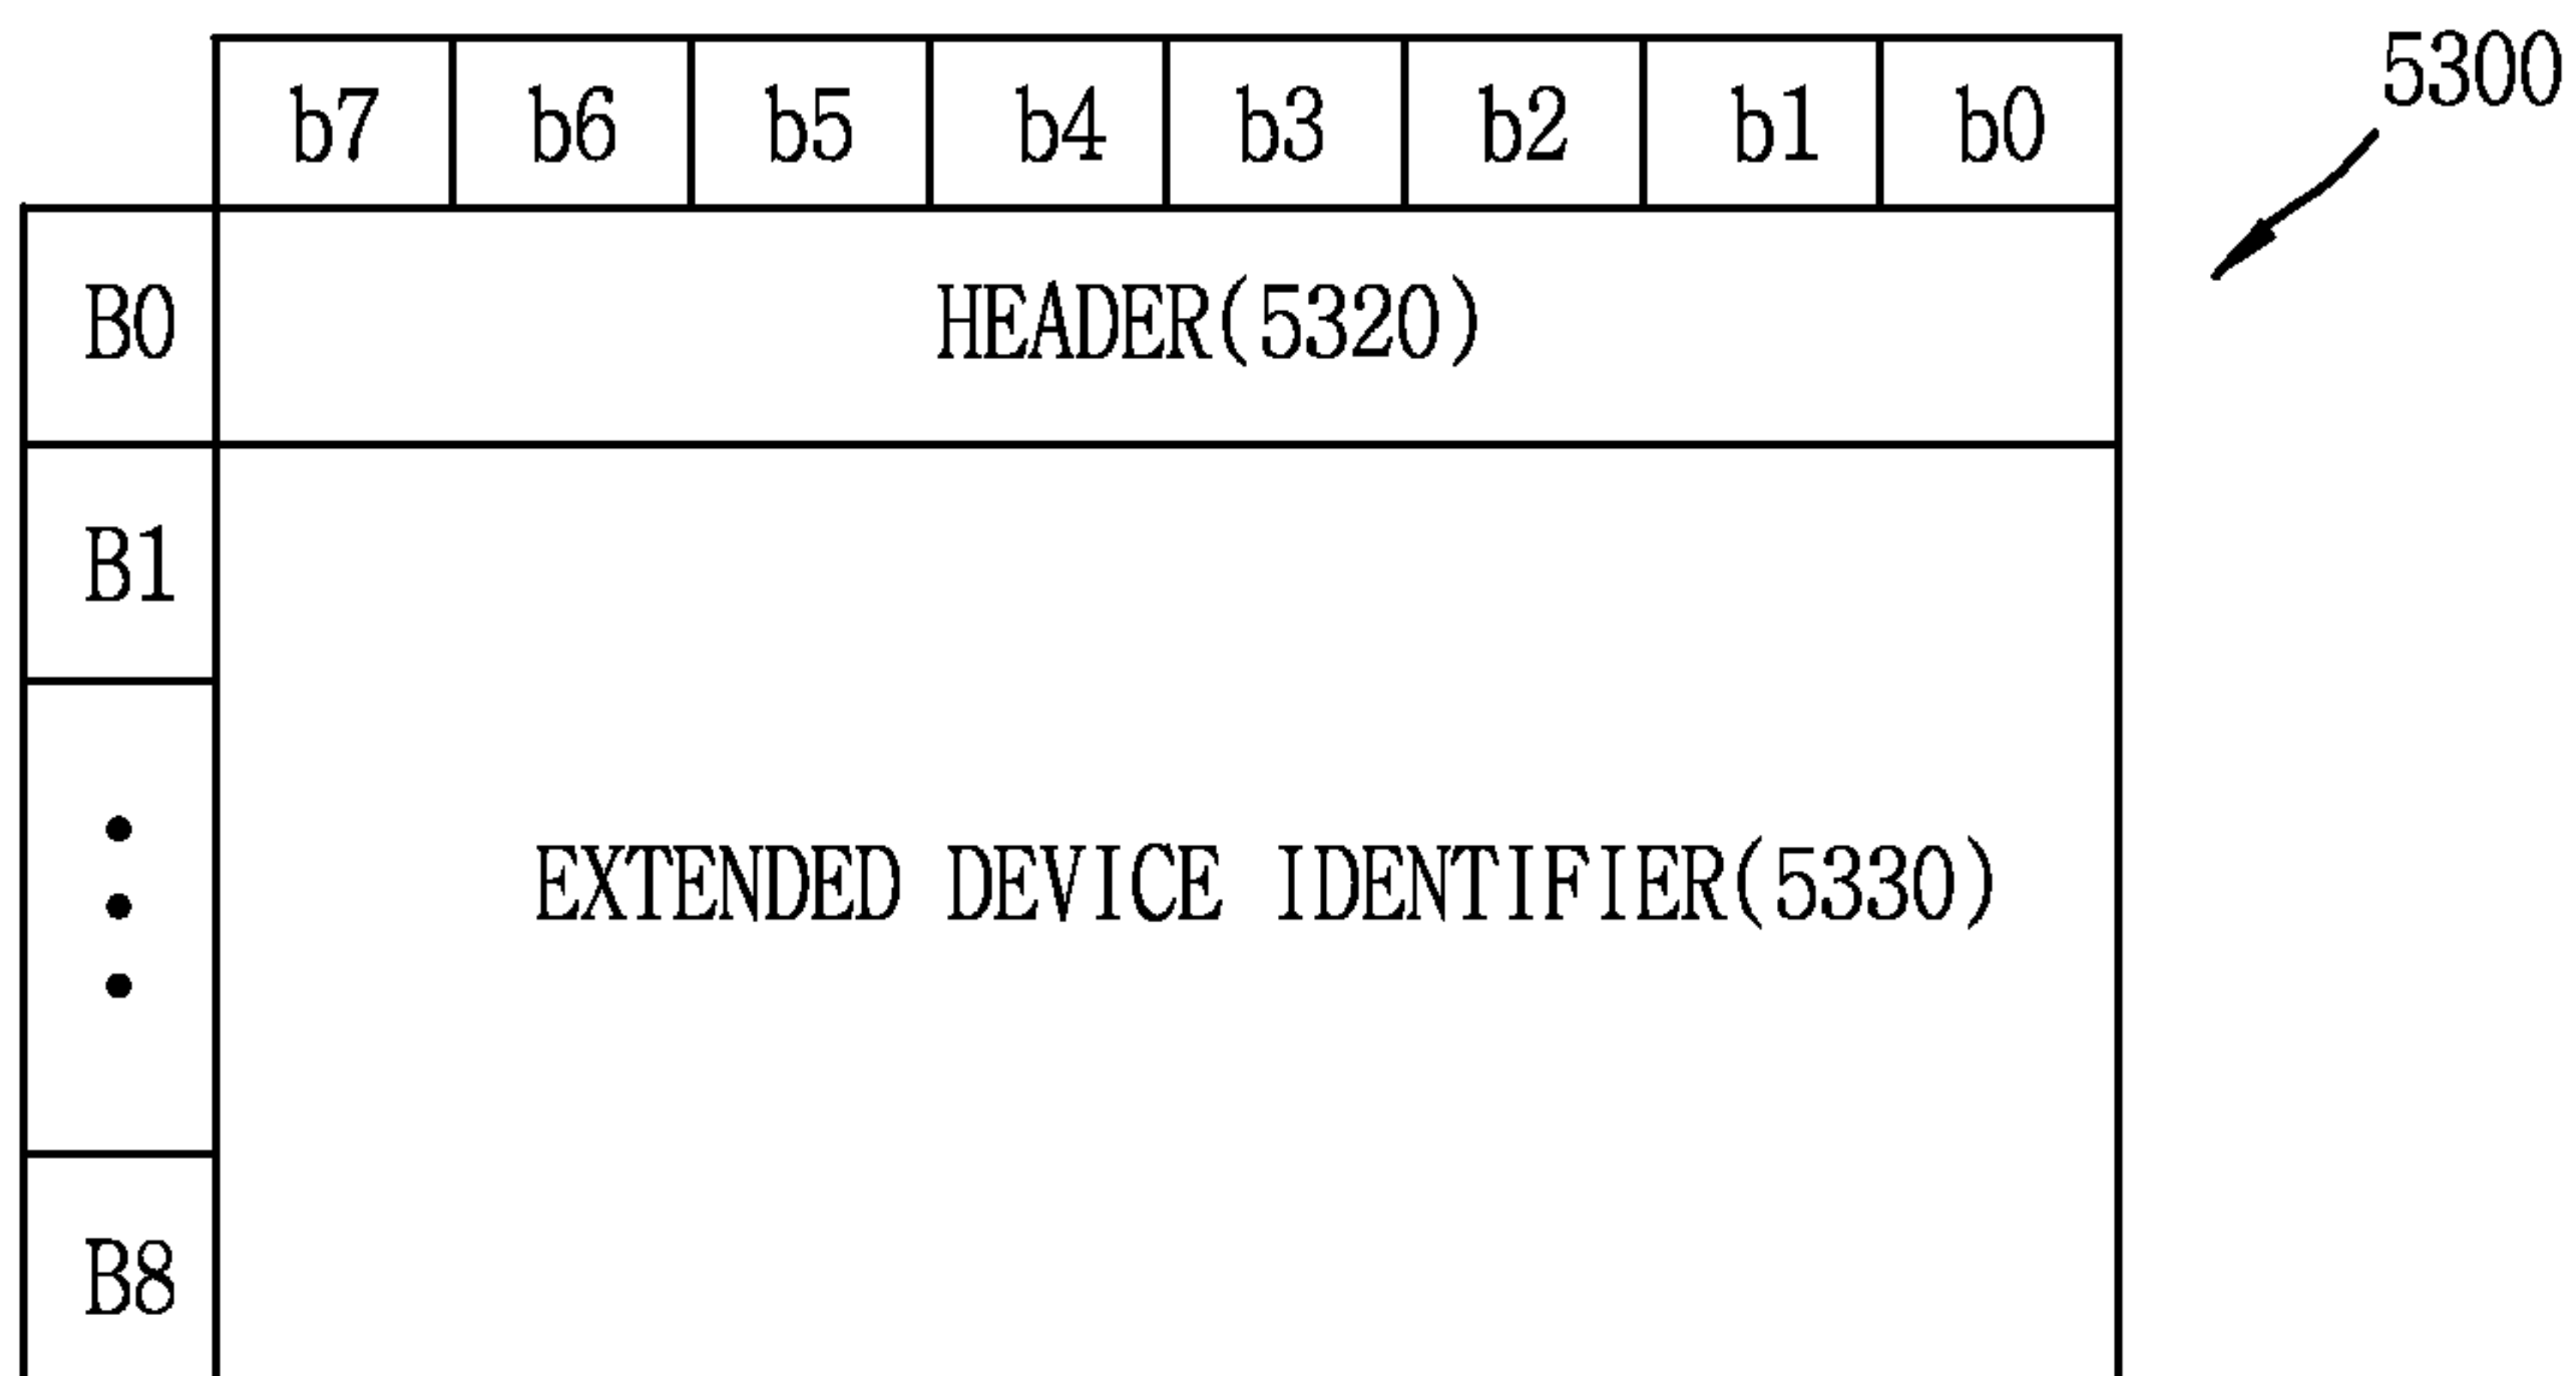 5300
b7 b6 b5 b4 b3 b2 b1 b0
B0 HEADER(5320)
B1
EXTENDED DEVICE IDENTIFIER(5330)
B8